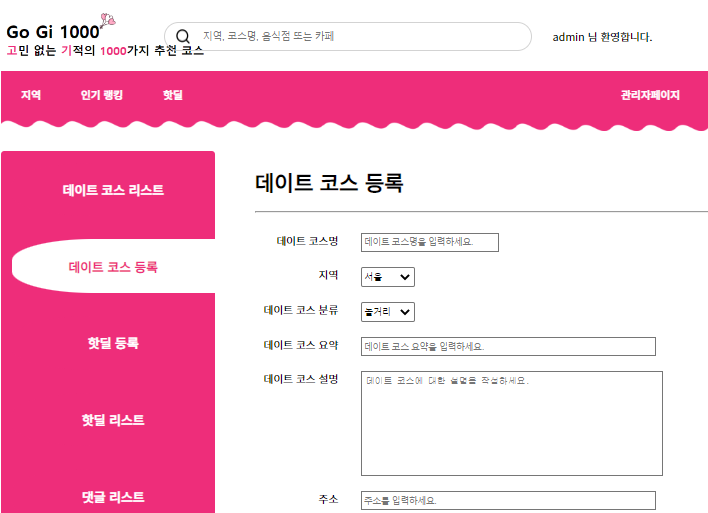 Go Gi 1000
고민 없는 기적의 1000가지 추천 코스
지역, 코스명, 음식점 또는 카페
admin 님 환영합니다.
지역 인기 랭킹 핫딜 관리자페이지
데이트 코스 리스트
데이트 코스 등록
핫딜 등록
핫딜 리스트
댓글 리스트
데이트 코스 등록
데이트 코스명 데이트 코스명을 입력하세요.
지역 서울
데이트 코스 분류 놀거리
데이트 코스 요약 데이트 코스 요약을 입력하세요.
데이트 코스 설명 데이트 코스에 대한 설명을 작성하세요.
주소 주소를 입력하세요.